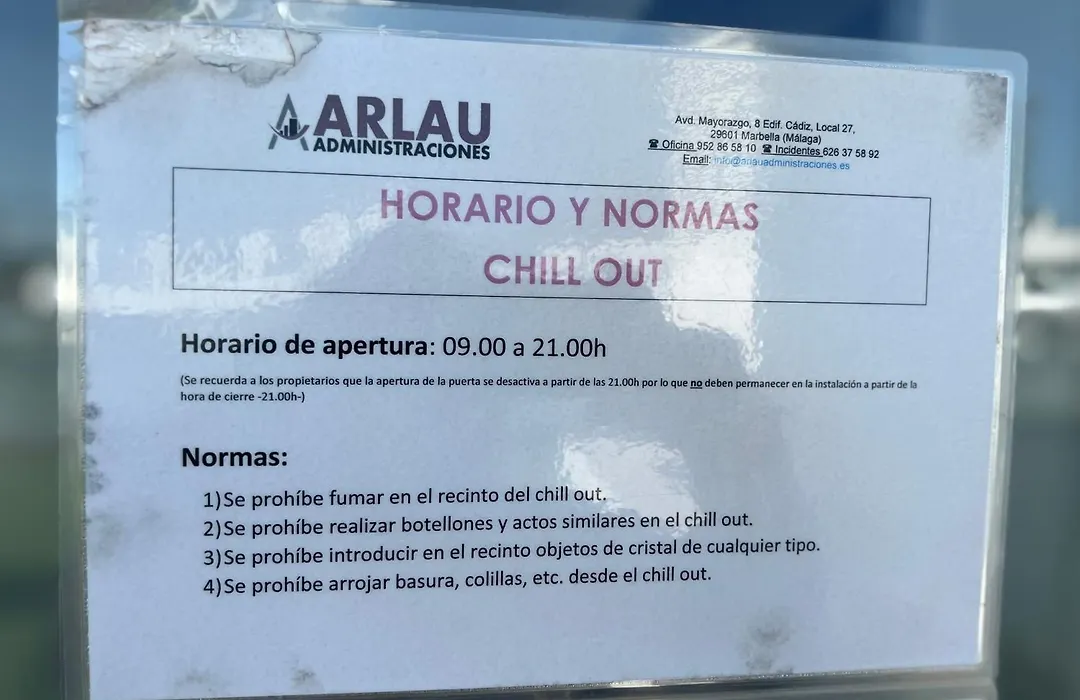 ARLAU
ADMINISTRACIONES
Avd. Mayorazgo, 8 Edif. Cádiz, Local 27,
29601 Marbella (Málaga)
☎ Oficina 952 86 58 10 ☎ Incidentes 626 37 58 92
Email: info@arlauadministraciones.es
HORARIO Y NORMAS
CHILL OUT
Horario de apertura: 09.00 a 21.00h
(Se recuerda a los propietarios que la apertura de la puerta se desactiva a partir de las 21.00h por lo que no deben permanecer en la instalación a partir de la
hora de cierre -21.00h-)
Normas:
1)Se prohíbe fumar en el recinto del chill out.
2)Se prohíbe realizar botellones y actos similares en el chill out.
3)Se prohíbe introducir en el recinto objetos de cristal de cualquier tipo.
4)Se prohíbe arrojar basura, colillas, etc. desde el chill out.